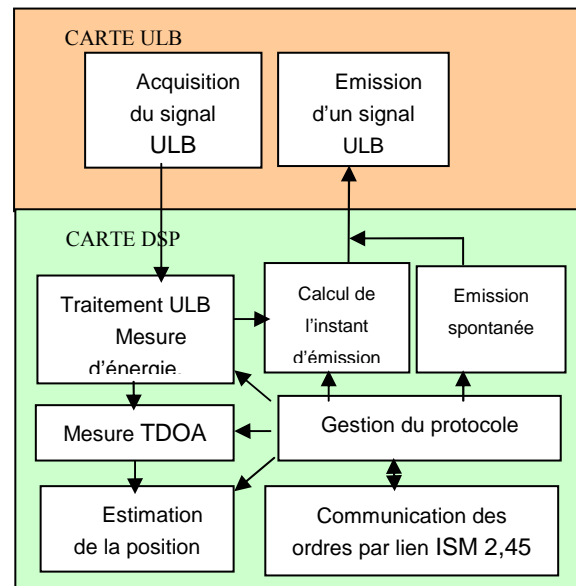 CARTE ULB
Acquisition
du signal
ULB
Emission
d'un signal
ULB
CARTE DSP
Traitement ULB
Mesure
d'énergie.
Calcul de
l'instant
d'émission
Emission
spontanée
Mesure TDOA
Gestion du protocole
Estimation
de la position
Communication des
ordres par lien ISM 2,45